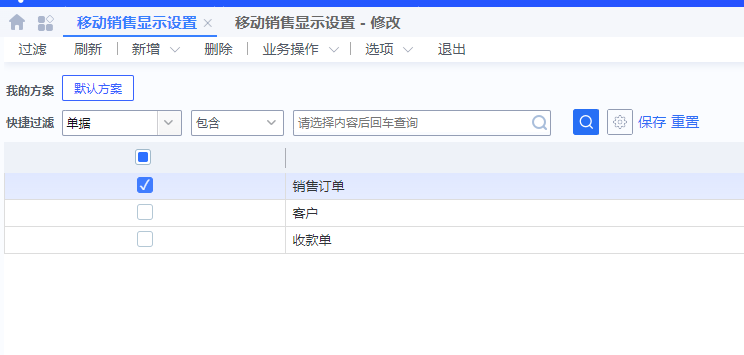 移动销售显示设置 × 移动销售显示设置 - 修改
过滤 刷新 | 新增 删除 | 业务操作 | 选项 退出
我的方案 默认方案
快捷过滤 单据 包含 请选择内容后回车查询 保存 重置
销售订单
客户
收款单